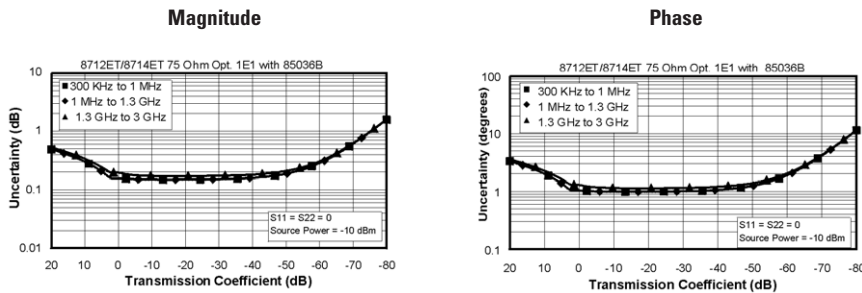 Magnitude
8712ET/8714ET 75 Ohm Opt. 1E1 with 85036B
10
1
0.1
0.01
Uncertainty (dB)
300 KHz to 1 MHz
1 MHz to 1.3 GHz
1.3 GHz to 3 GHz
S11 = S22 = 0
Source Power = -10 dBm
20 10 0 -10 -20 -30 -40 -50 -60 -70 -80
Transmission Coefficient (dB)
Phase
8712ET/8714ET 75 Ohm Opt. 1E1 with 85036B
100
10
1
0.1
Uncertainty (degrees)
300 KHz to 1 MHz
1 MHz to 1.3 GHz
1.3 GHz to 3 GHz
S11 = S22 = 0
Source Power = -10 dBm
20 10 0 -10 -20 -30 -40 -50 -60 -70 -80
Transmission Coefficient (dB)